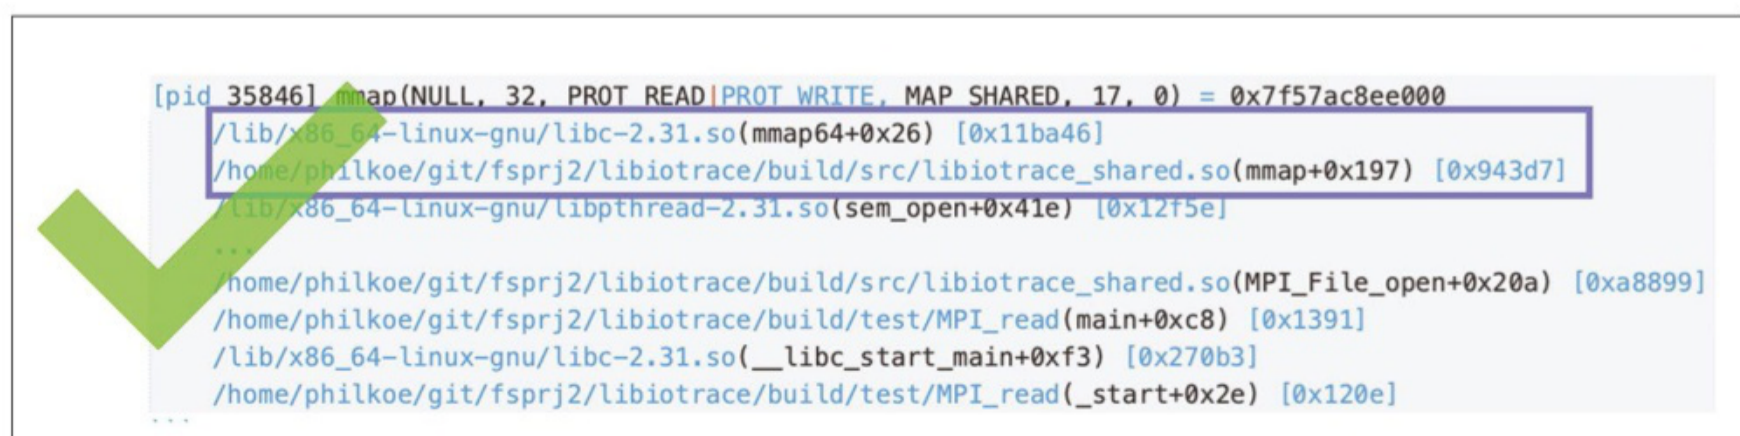 [pid 35846] mmap(NULL, 32, PROT_READ|PROT_WRITE, MAP_SHARED, 17, 0) = 0x7f57ac8ee000
/lib/x86_64-linux-gnu/libc-2.31.so(mmap64+0x26) [0x11ba46]
/home/philkoe/git/fsprj2/libiotrace/build/src/libiotrace_shared.so(mmap+0x197) [0x943d7]
/lib/x86_64-linux-gnu/libpthread-2.31.so(sem_open+0x41e) [0x12f5e]
...
/home/philkoe/git/fsprj2/libiotrace/build/src/libiotrace_shared.so(MPI_File_open+0x20a) [0xa8899]
/home/philkoe/git/fsprj2/libiotrace/build/test/MPI_read(main+0xc8) [0x1391]
/lib/x86_64-linux-gnu/libc-2.31.so(__libc_start_main+0xf3) [0x270b3]
/home/philkoe/git/fsprj2/libiotrace/build/test/MPI_read(_start+0x2e) [0x120e]
```